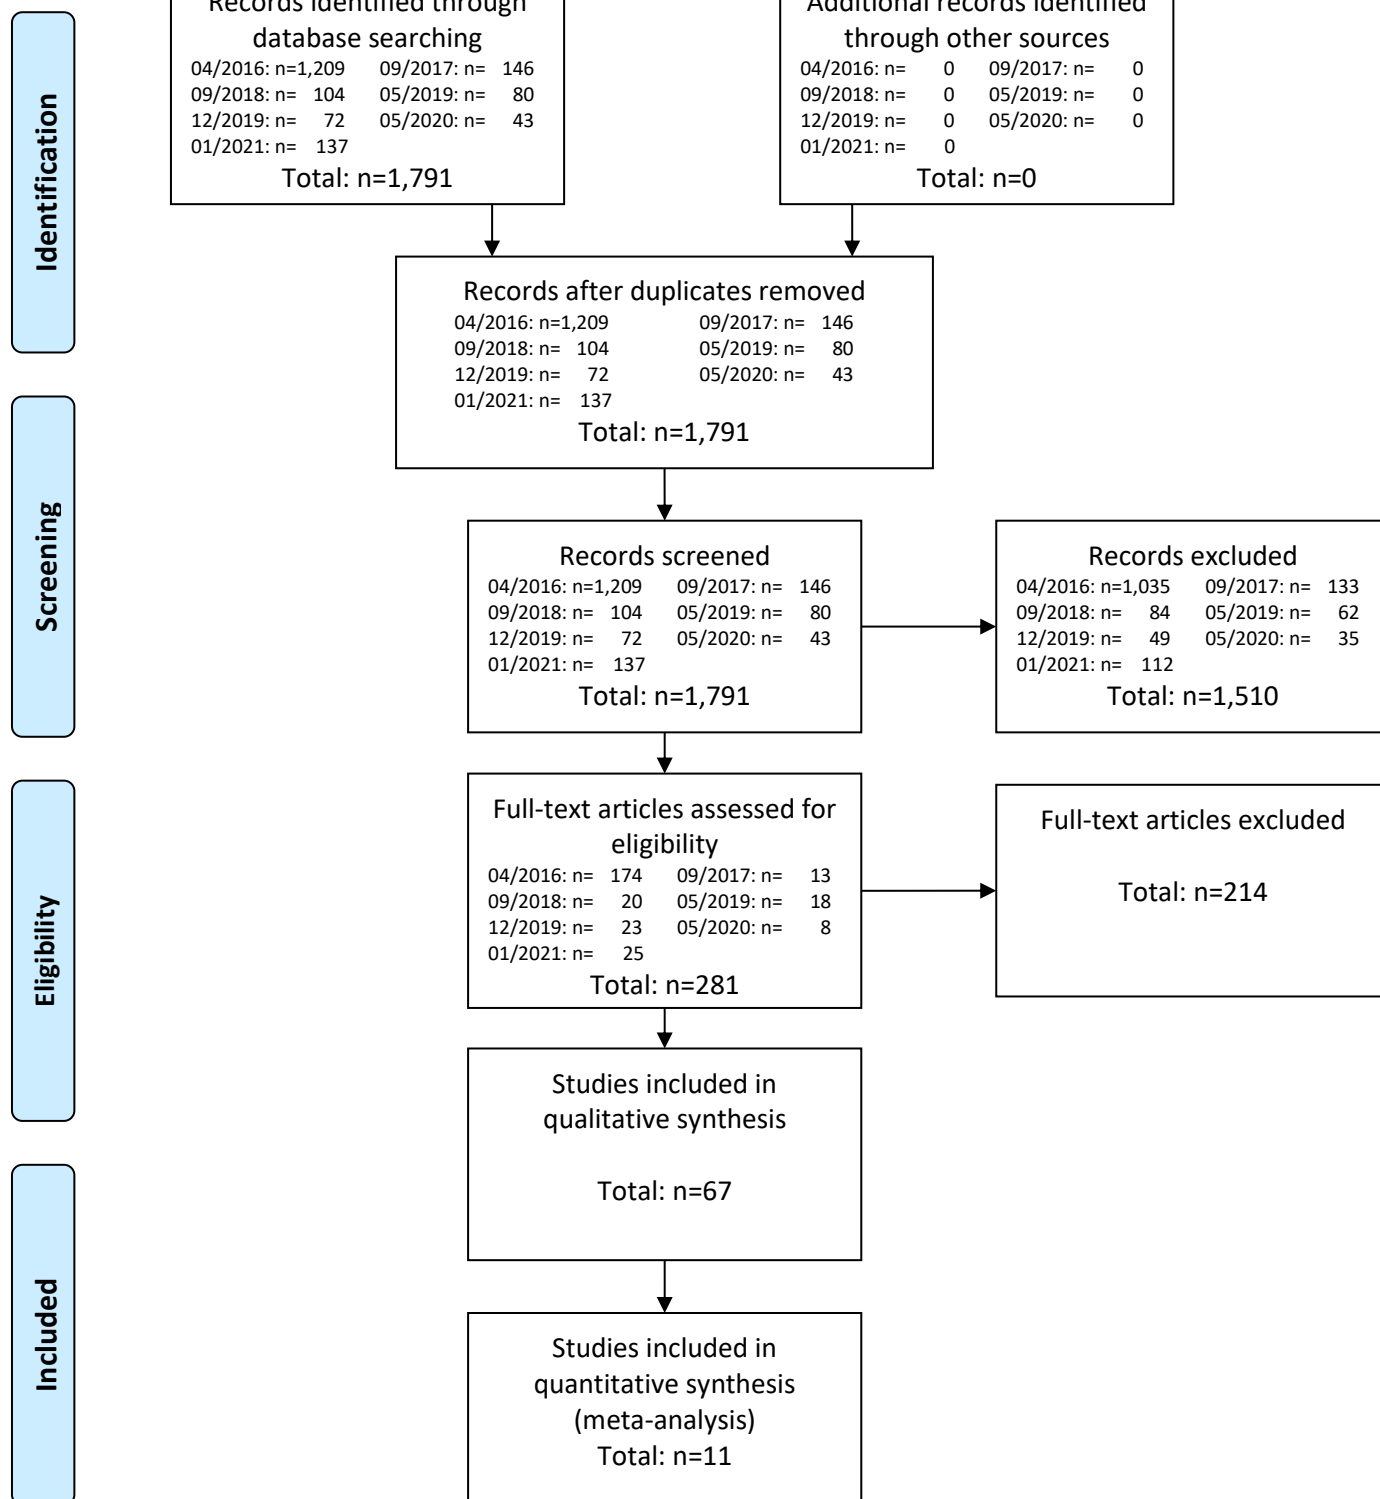 Records identified through
database searching
04/2016: n=1,209 09/2017: n= 146
09/2018: n= 104 05/2019: n= 80
12/2019: n= 72 05/2020: n= 43
01/2021: n= 137
Total: n=1,791
Additional records identified
through other sources
04/2016: n= 0 09/2017: n= 0
09/2018: n= 0 05/2019: n= 0
12/2019: n= 0 05/2020: n= 0
01/2021: n= 0
Total: n=0
Identification
Records after duplicates removed
04/2016: n=1,209 09/2017: n= 146
09/2018: n= 104 05/2019: n= 80
12/2019: n= 72 05/2020: n= 43
01/2021: n= 137
Total: n=1,791
Screening
Records screened
04/2016: n=1,209 09/2017: n= 146
09/2018: n= 104 05/2019: n= 80
12/2019: n= 72 05/2020: n= 43
01/2021: n= 137
Total: n=1,791
Records excluded
04/2016: n=1,035 09/2017: n= 133
09/2018: n= 84 05/2019: n= 62
12/2019: n= 49 05/2020: n= 35
01/2021: n= 112
Total: n=1,510
Eligibility
Full-text articles assessed for
eligibility
04/2016: n= 174 09/2017: n= 13
09/2018: n= 20 05/2019: n= 18
12/2019: n= 23 05/2020: n= 8
01/2021: n= 25
Total: n=281
Full-text articles excluded
Total: n=214
Studies included in
qualitative synthesis
Total: n=67
Included
Studies included in
quantitative synthesis
(meta-analysis)
Total: n=11